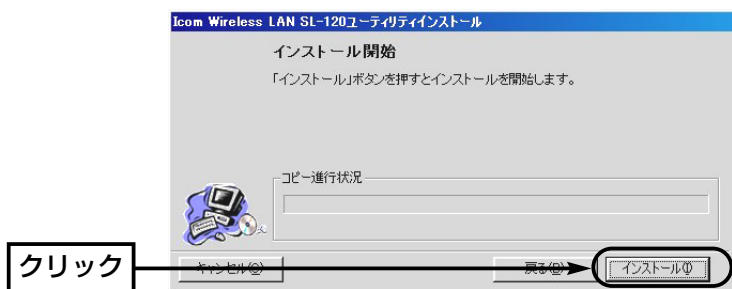 Icom Wireless LAN SL-120ユーティリティインストール
インストール開始
「インストール」ボタンを押すとインストールを開始します。
コピー進行状況
クリック
キャンセル(C)
戻る(B)
インストール(I)